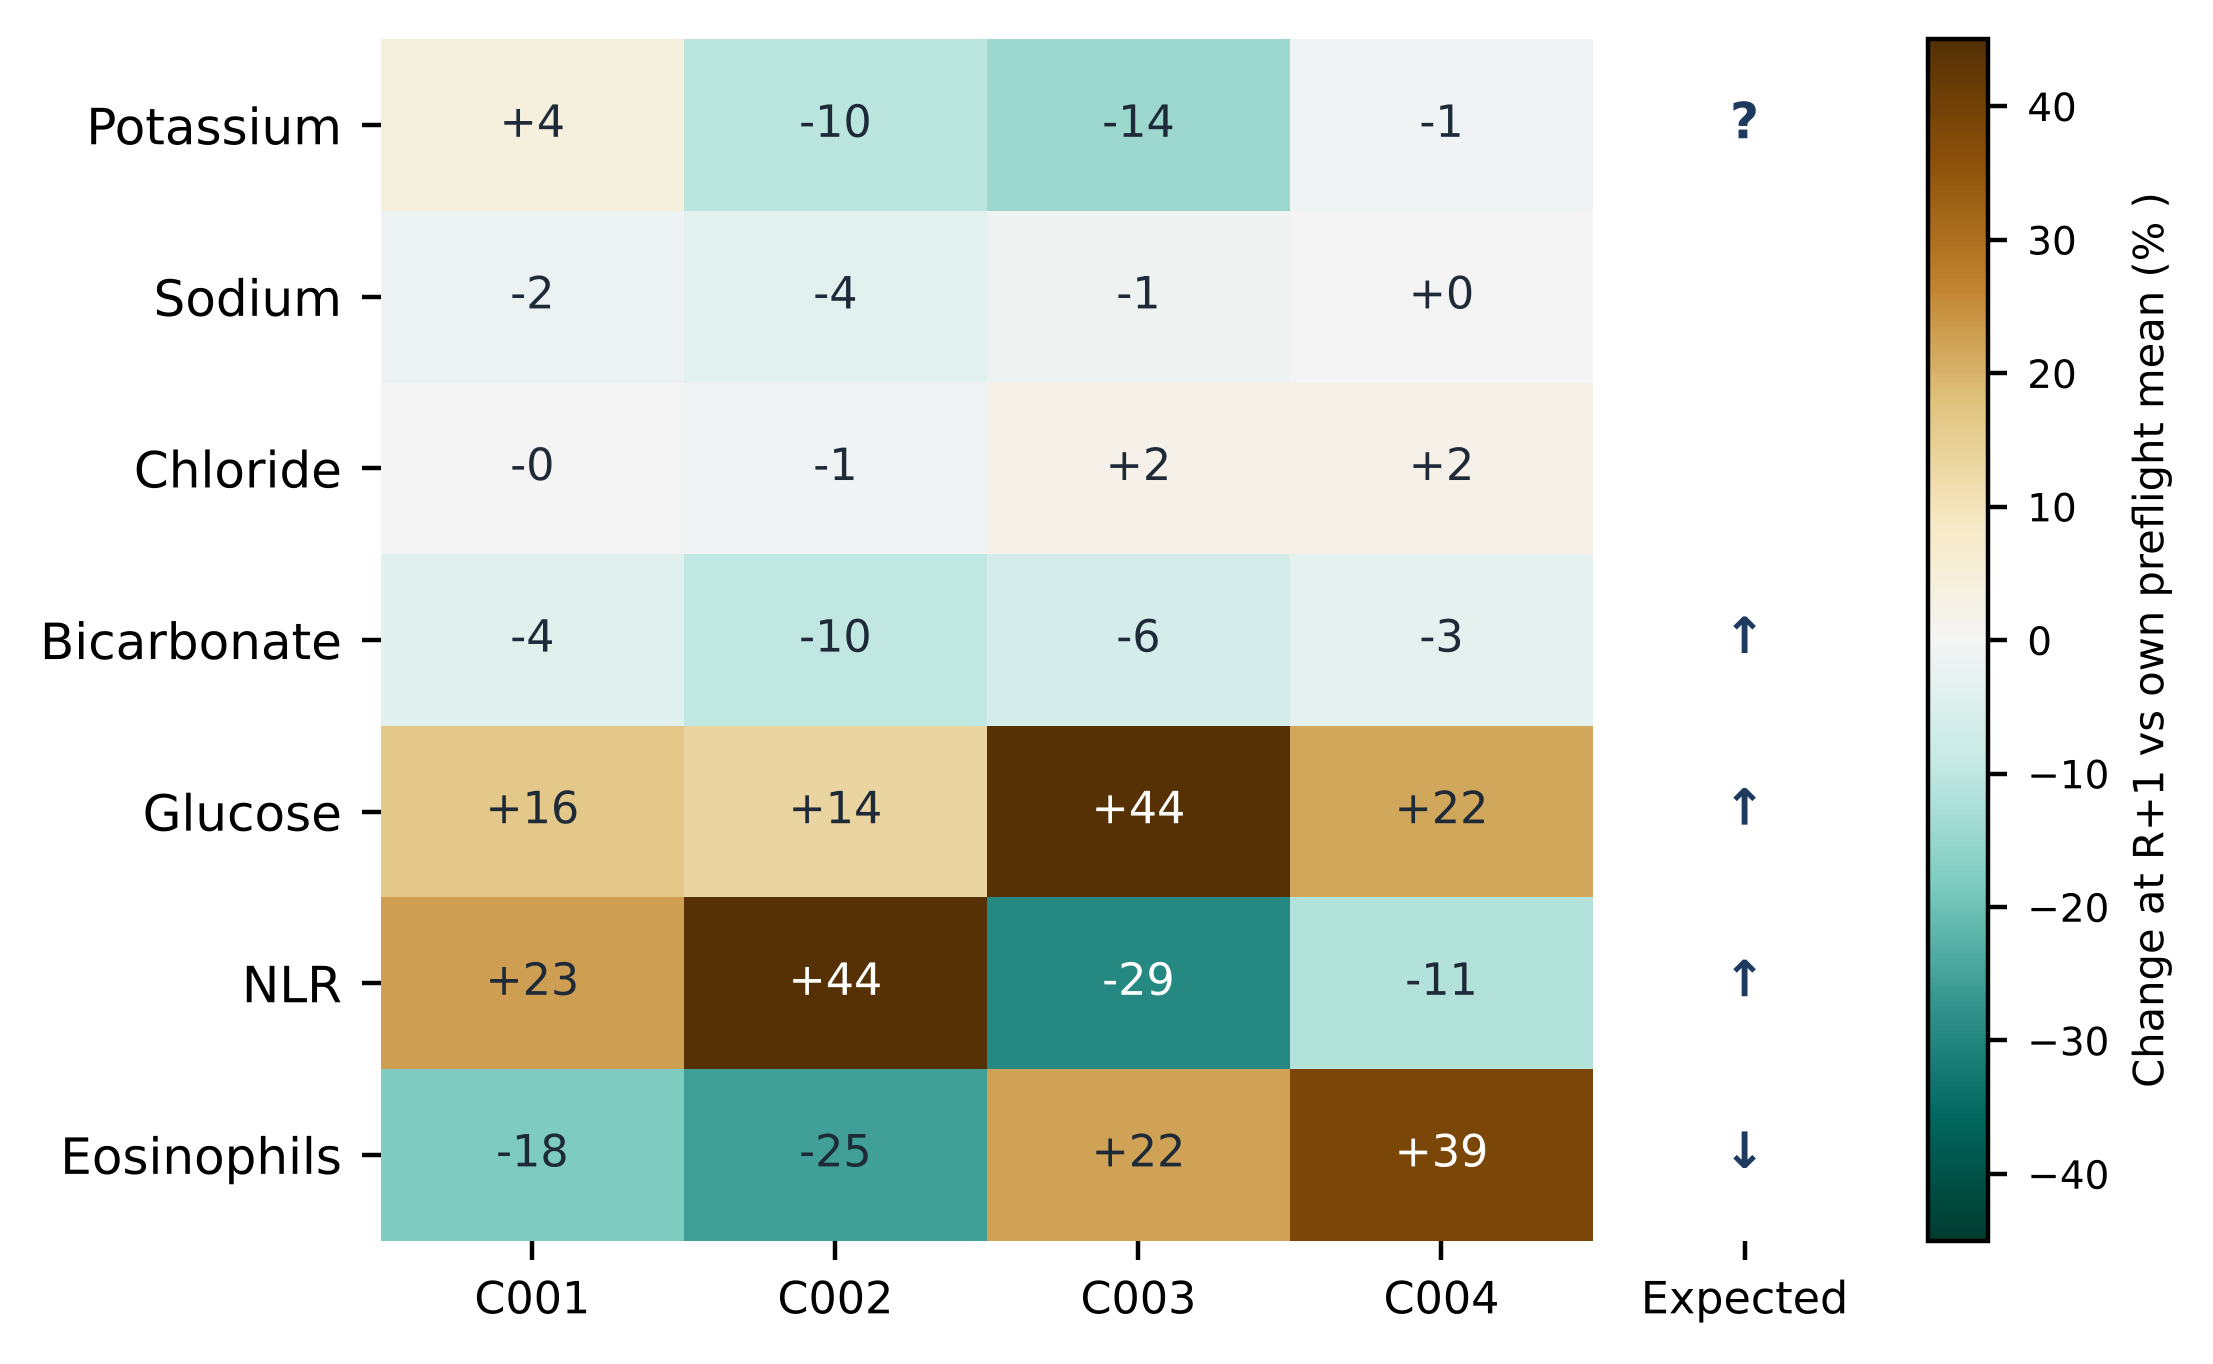 Potassium +4 -10 -14 -1 ?
Sodium -2 -4 -1 +0
Chloride -0 -1 +2 +2
Bicarbonate -4 -10 -6 -3 ↑
Glucose +16 +14 +44 +22 ↑
NLR +23 +44 -29 -11 ↑
Eosinophils -18 -25 +22 +39 ↓
C001 C002 C003 C004 Expected
40
30
20
10
0
−10
−20
−30
−40
Change at R+1 vs own preflight mean (% )